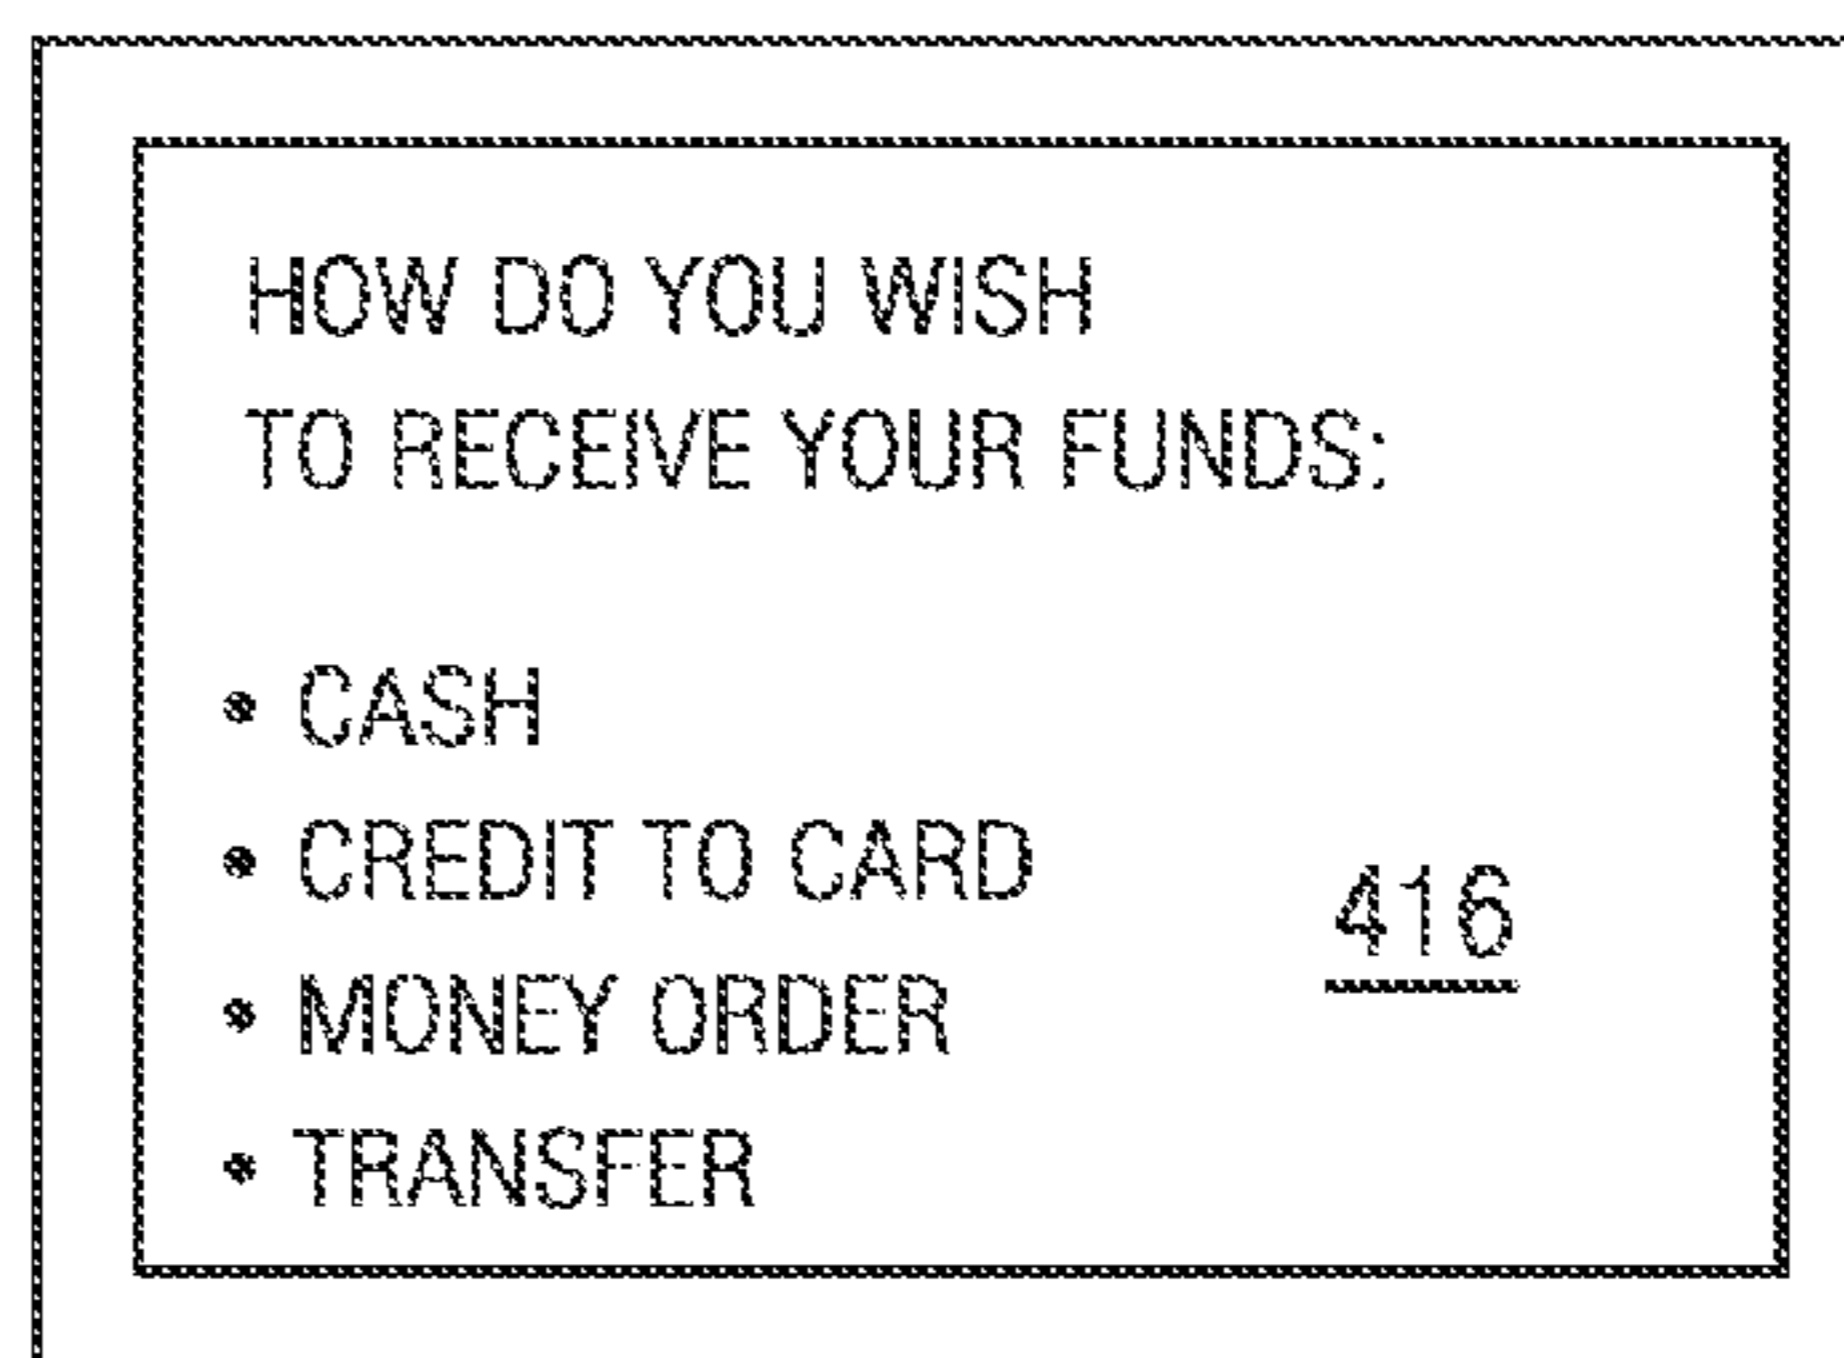 HOW DO YOU WISH
TO RECEIVE YOUR FUNDS:
• CASH
• CREDIT TO CARD
• MONEY ORDER
• TRANSFER
416